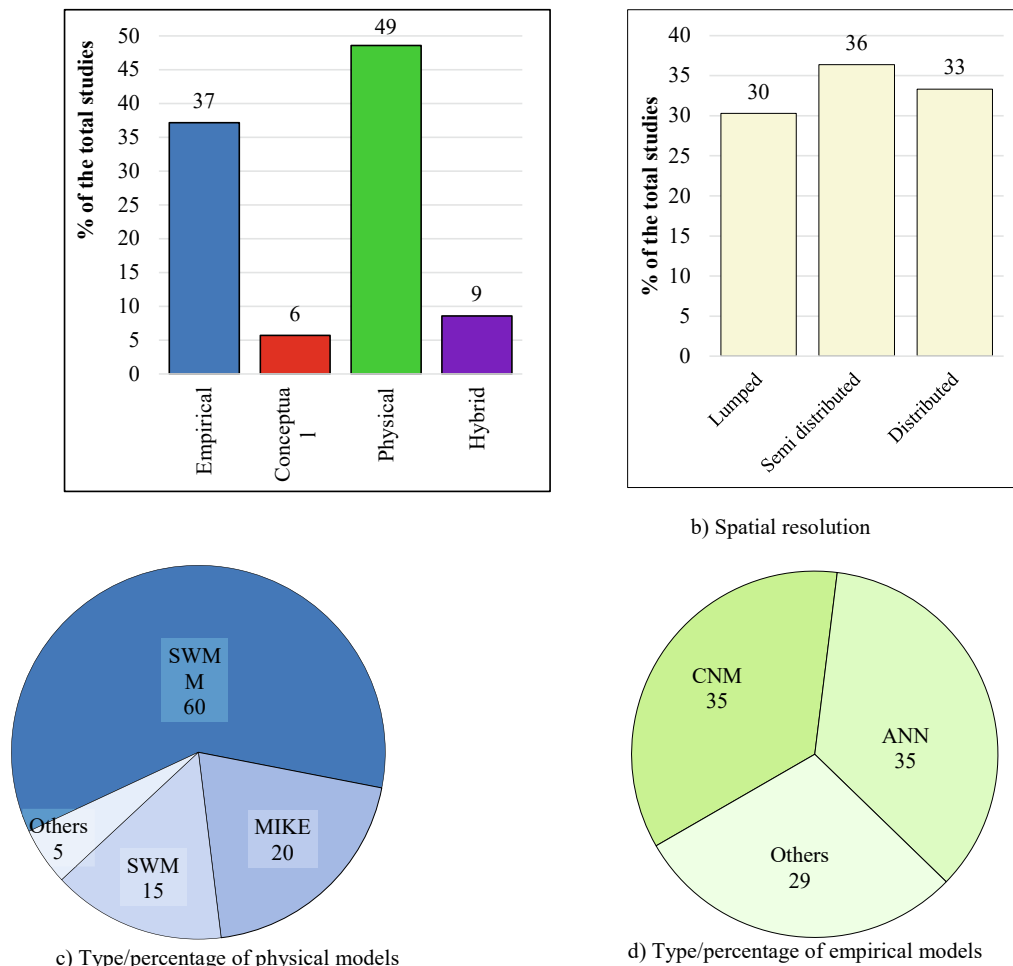 % of the total studies
50
45
40
35
30
25
20
15
10
5
0
37
6
49
9
Empirical
Conceptua
l
Physical
Hybrid
% of the total studies
40
35
30
25
20
15
10
5
0
30
36
33
Lumped
Semi distributed
Distributed
b) Spatial resolution
SWM
M
60
MIKE
20
SWM
15
Others
5
c) Type/percentage of physical models
CNM
35
ANN
35
Others
29
d) Type/percentage of empirical models